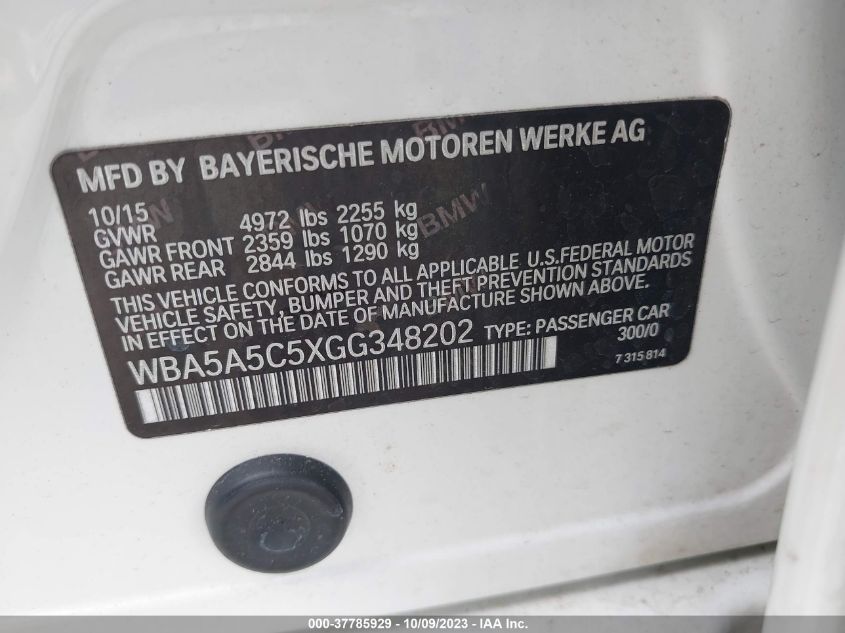 MFD BY BAYERISCHE MOTOREN WERKE AG
10/15
GVWR 4972 lbs 2255 kg
GAWR FRONT 2359 lbs 1070 kg
GAWR REAR 2844 lbs 1290 kg
THIS VEHICLE CONFORMS TO ALL APPLICABLE U.S.FEDERAL MOTOR
VEHICLE SAFETY, BUMPER AND THEFT PREVENTION STANDARDS
IN EFFECT ON THE DATE OF MANUFACTURE SHOWN ABOVE.
WBA5A5C5XGG348202 TYPE: PASSENGER CAR
300/0
7 315 814
BMW
BMW
BMW
000-37785929 - 10/09/2023 - IAA Inc.